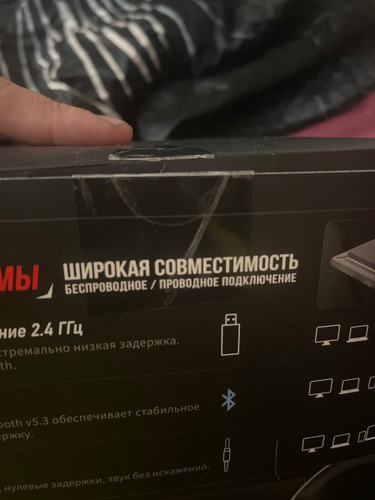 МЫ
ШИРОКАЯ СОВМЕСТИМОСТЬ
БЕСПРОВОДНОЕ / ПРОВОДНОЕ ПОДКЛЮЧЕНИЕ
ние 2.4 ГГц
стремально низкая задержка.
th.
ooth v5.3 обеспечивает стабильное
ержку.
, нулевые задержки, звук без искажений.